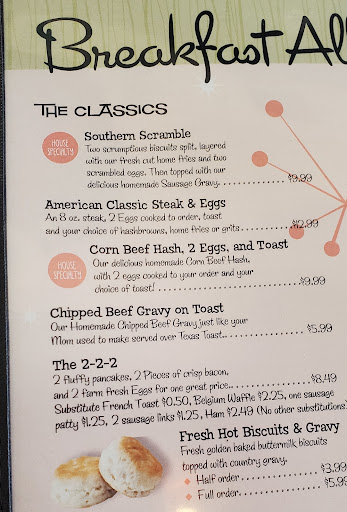 Breakfast Al
THE CLASSICS
HOUSE
SPECIALTY
Southern Scramble
Two scrumptious biscuits split, layered
with our fresh cut home fries and two
scrambled eggs. Then topped with our
delicious homemade Sausage Gravy. . . . . . . . . . . . . $9.99
American Classic Steak & Eggs
An 8 oz. steak, 2 Eggs cooked to order, toast
and your choice of hashbrowns, home fries or grits. . . . . . . . . . . $12.99
HOUSE
SPECIALTY
Corn Beef Hash, 2 Eggs, and Toast
Our delicious homemade Corn Beef Hash,
with 2 eggs cooked to your order and your
choice of toast! . . . . . . . . . . . . . . . . . . . . . . . . . . $9.99
Chipped Beef Gravy on Toast
Our Homemade Chipped Beef Gravy just like your
Mom used to make served over Texas Toast. . . . . . . . . . . . . . . $5.99
The 2-2-2
2 fluffy pancakes, 2 Pieces of crisp bacon,
and 2 farm fresh Eggs for one great price. . . . . . . . . . . . . . . . $8.49
Substitute French Toast $0.50, Belgium Waffle $2.25, one sausage
patty $1.25, 2 sausage links $1.25, Ham $2.49 (No other substitutions)
Fresh Hot Biscuits & Gravy
Fresh golden baked buttermilk biscuits
topped with country gravy.
Half order. . . . . . . . . . . . . . . . . . . . $3.99
Full order. . . . . . . . . . . . . . . . . . . . $5.99